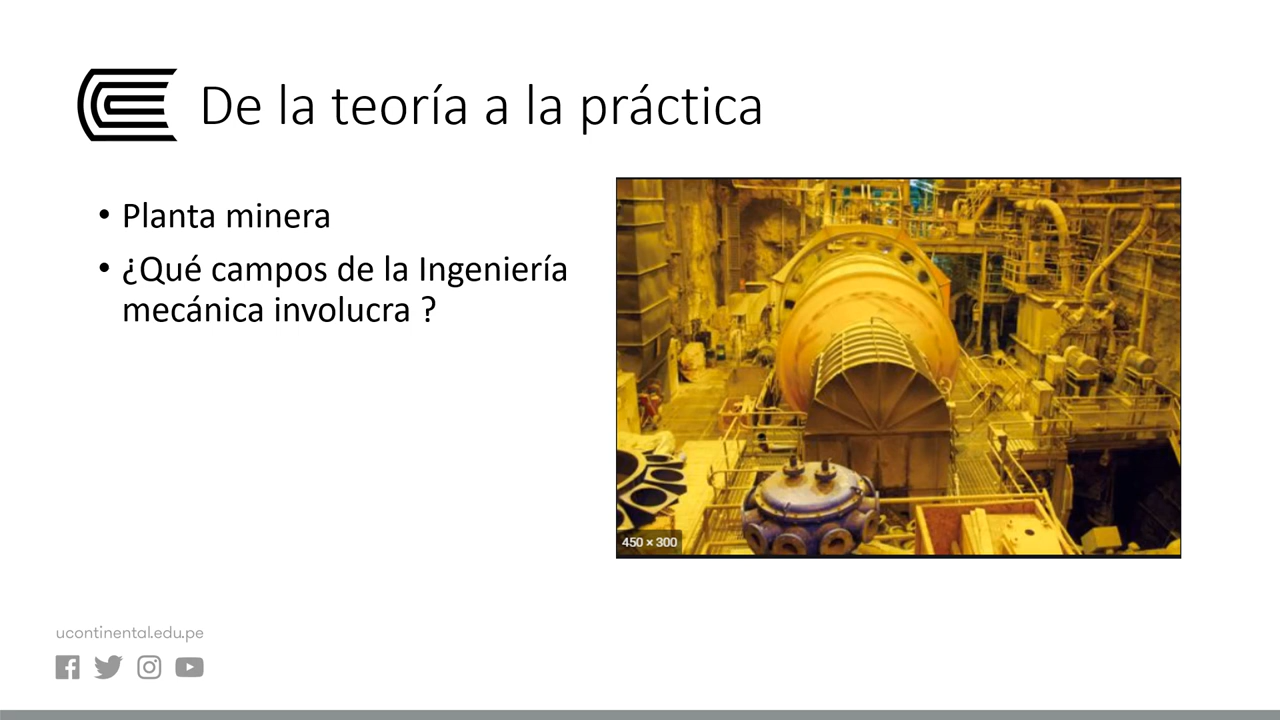 De la teoría a la práctica
• Planta minera
• ¿Qué campos de la Ingeniería
mecánica involucra ?
450 × 300
ucontinental.edu.pe